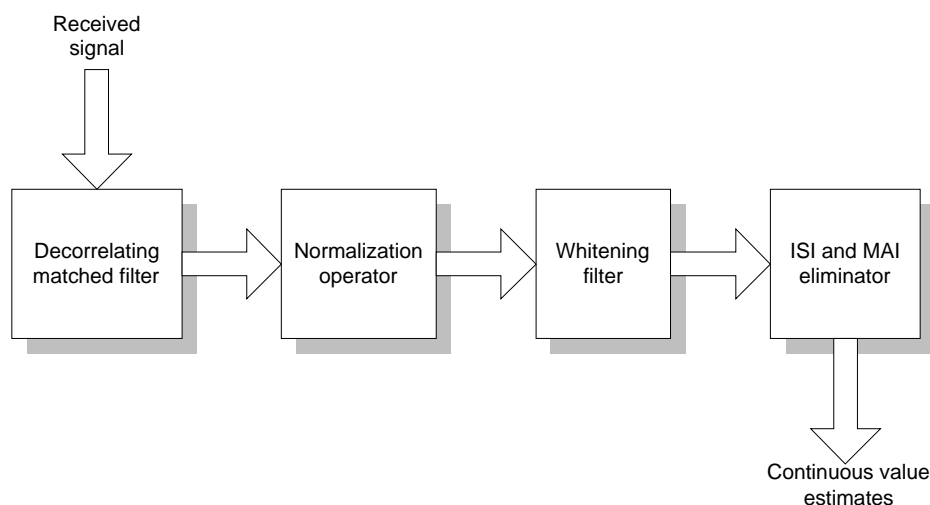 Received
signal
Decorrelating
matched filter
Normalization
operator
Whitening
filter
ISI and MAI
eliminator
Continuous value
estimates